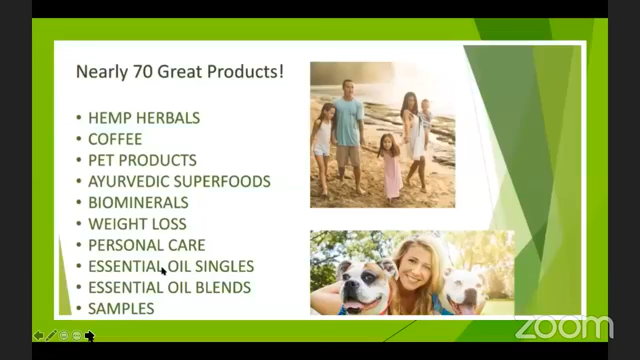 Nearly 70 Great Products!
• HEMP HERBALS
• COFFEE
• PET PRODUCTS
• AYURVEDIC SUPERFOODS
• BIOMINERALS
• WEIGHT LOSS
• PERSONAL CARE
• ESSENTIAL OIL SINGLES
• ESSENTIAL OIL BLENDS
• SAMPLES
zoom